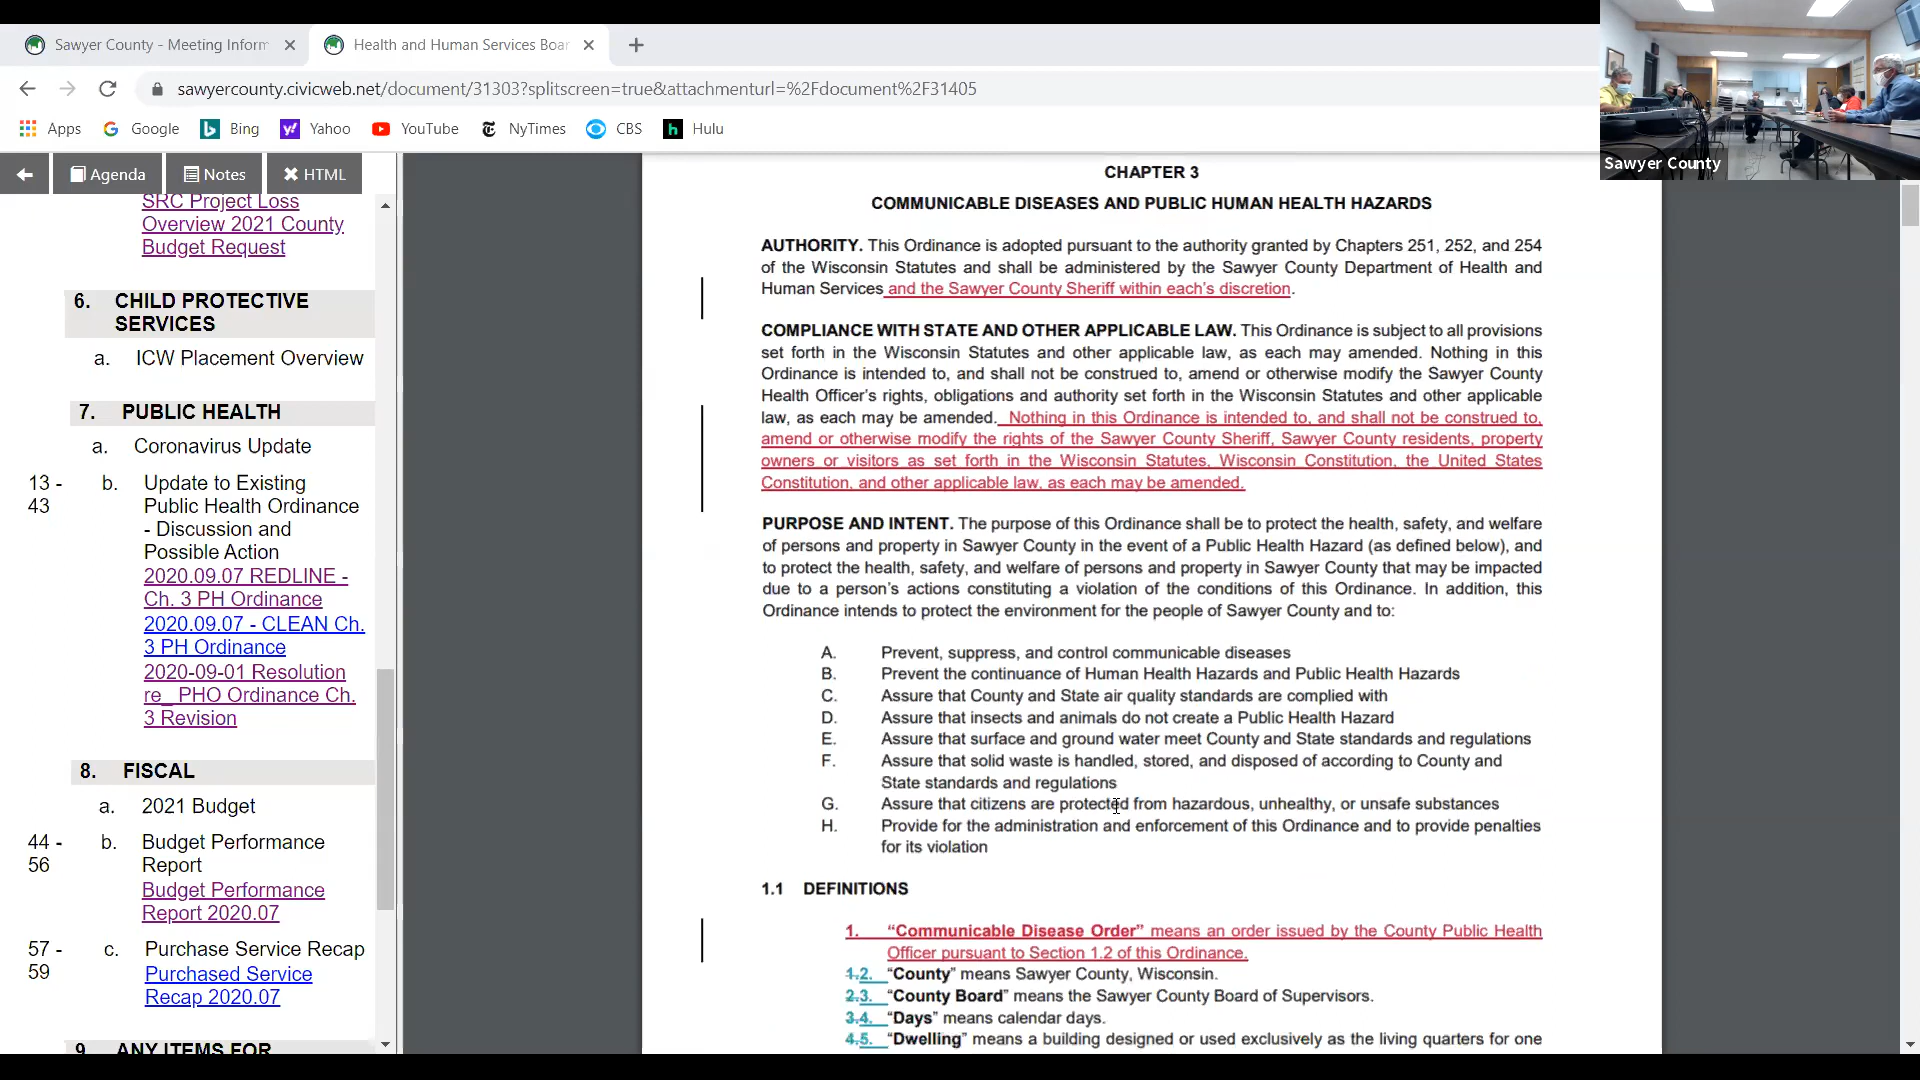 Sawyer County - Meeting Inform
Health and Human Services Boar
sawyercounty.civicweb.net/document/31303?splitscreen=true&attachmenturl=%2Fdocument%2F31405
Apps Google Bing Yahoo YouTube NyTimes CBS Hulu
Sawyer County
Agenda Notes HTML
SRC Project Loss
Overview 2021 County
Budget Request
6. CHILD PROTECTIVE
SERVICES
a. ICW Placement Overview
7. PUBLIC HEALTH
a. Coronavirus Update
13 - b. Update to Existing
43 Public Health Ordinance
- Discussion and
Possible Action
2020.09.07 REDLINE -
Ch. 3 PH Ordinance
2020.09.07 - CLEAN Ch.
3 PH Ordinance
2020-09-01 Resolution
re_ PHO Ordinance Ch.
3 Revision
8. FISCAL
a. 2021 Budget
44 - b. Budget Performance
56 Report
Budget Performance
Report 2020.07
57 - c. Purchase Service Recap
59 Purchased Service
Recap 2020.07
9 ANY ITEMS FOR
CHAPTER 3
COMMUNICABLE DISEASES AND PUBLIC HUMAN HEALTH HAZARDS
AUTHORITY. This Ordinance is adopted pursuant to the authority granted by Chapters 251, 252, and 254
of the Wisconsin Statutes and shall be administered by the Sawyer County Department of Health and
Human Services and the Sawyer County Sheriff within each's discretion.
COMPLIANCE WITH STATE AND OTHER APPLICABLE LAW. This Ordinance is subject to all provisions
set forth in the Wisconsin Statutes and other applicable law, as each may amended. Nothing in this
Ordinance is intended to, and shall not be construed to, amend or otherwise modify the Sawyer County
Health Officer's rights, obligations and authority set forth in the Wisconsin Statutes and other applicable
law, as each may be amended. Nothing in this Ordinance is intended to, and shall not be construed to,
amend or otherwise modify the rights of the Sawyer County Sheriff, Sawyer County residents, property
owners or visitors as set forth in the Wisconsin Statutes, Wisconsin Constitution, the United States
Constitution, and other applicable law, as each may be amended.
PURPOSE AND INTENT. The purpose of this Ordinance shall be to protect the health, safety, and welfare
of persons and property in Sawyer County in the event of a Public Health Hazard (as defined below), and
to protect the health, safety, and welfare of persons and property in Sawyer County that may be impacted
due to a person's actions constituting a violation of the conditions of this Ordinance. In addition, this
Ordinance intends to protect the environment for the people of Sawyer County and to:
A. Prevent, suppress, and control communicable diseases
B. Prevent the continuance of Human Health Hazards and Public Health Hazards
C. Assure that County and State air quality standards are complied with
D. Assure that insects and animals do not create a Public Health Hazard
E. Assure that surface and ground water meet County and State standards and regulations
F. Assure that solid waste is handled, stored, and disposed of according to County and
State standards and regulations
G. Assure that citizens are protected from hazardous, unhealthy, or unsafe substances
H. Provide for the administration and enforcement of this Ordinance and to provide penalties
for its violation
1.1 DEFINITIONS
1. "Communicable Disease Order" means an order issued by the County Public Health
Officer pursuant to Section 1.2 of this Ordinance.
1.2. "County" means Sawyer County, Wisconsin.
2.3. "County Board" means the Sawyer County Board of Supervisors.
3.4. "Days" means calendar days.
4.5. "Dwelling" means a building designed or used exclusively as the living quarters for one